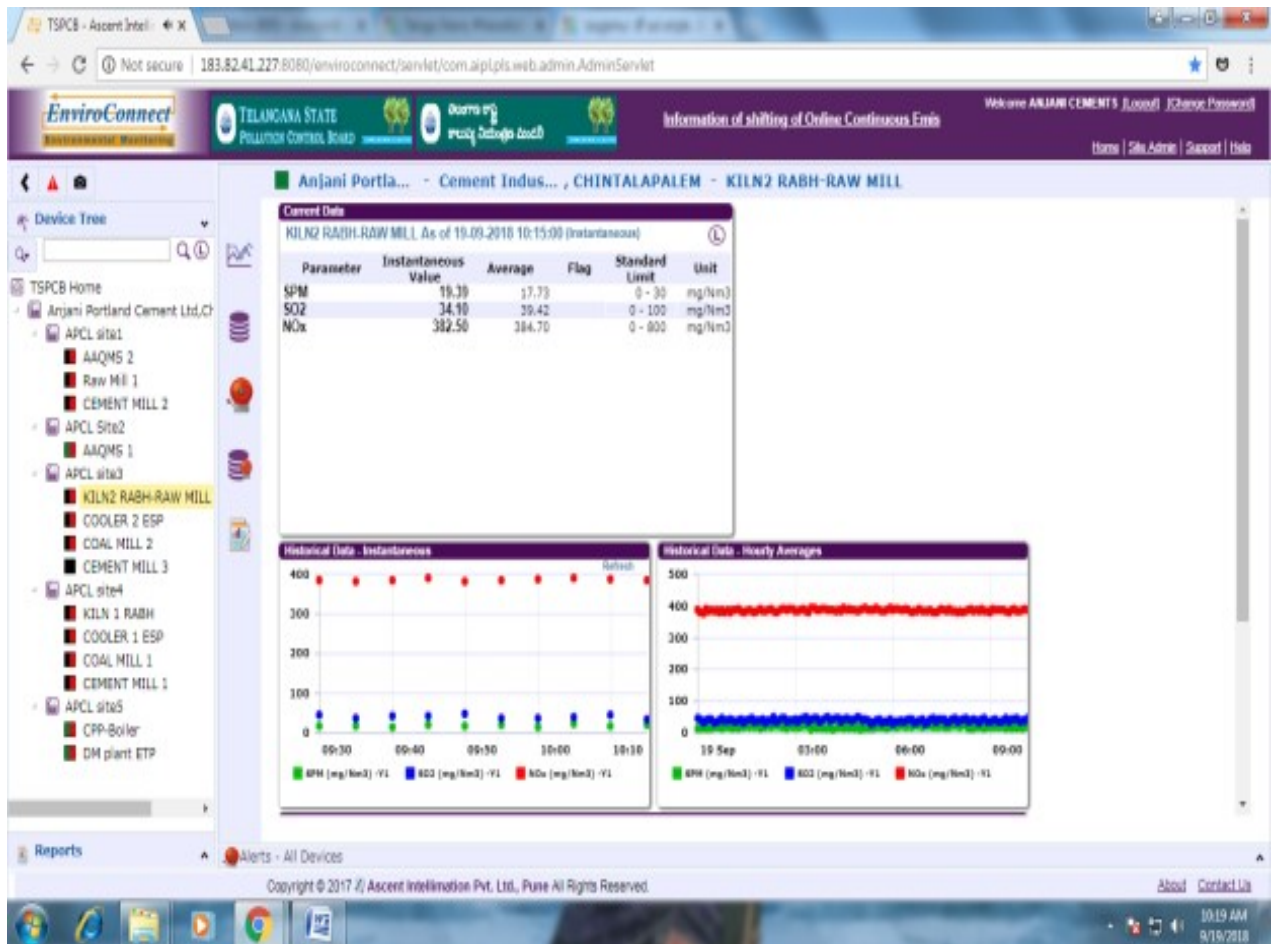 TSPCB - Ascent Intel
Not secure | 183.82.41.227:8080/enviroconnect/servlet/com.aipl.pls.web.admin.AdminServlet
EnviroConnect
Environmental Monitoring
TELANGANA STATE
POLLUTION CONTROL BOARD
తెలంగాణ రాష్ట్ర
కాలుష్య నియంత్రణ మండలి
Information of shifting of Online Continuous Emis
Welcome ANJANI CEMENTS [Logout] [Change Password]
Home | Site Admin | Support | Help
Anjani Portla... - Cement Indus... , CHINTALAPALEM - KILN2 RABH-RAW MILL
Device Tree
TSPCB Home
Anjani Portland Cement Ltd,Ch
APCL site1
AAQMS 2
Raw Mill 1
CEMENT MILL 2
APCL Site2
AAQMS 1
APCL site3
KILN2 RABH-RAW MILL
COOLER 2 ESP
COAL MILL 2
CEMENT MILL 3
APCL site4
KILN 1 RABH
COOLER 1 ESP
COAL MILL 1
CEMENT MILL 1
APCL site5
CPP-Boiler
DM plant ETP
Reports
Current Data
KILN2 RABH-RAW MILL As of 19-09-2018 10:15:00 (Instantaneous)
Parameter Instantaneous Value Average Flag Standard Limit Unit
SPM 19.39 17.73 0 - 30 mg/Nm3
SO2 34.10 39.42 0 - 100 mg/Nm3
NOx 382.50 384.70 0 - 800 mg/Nm3
Historical Data - Instantaneous
Refresh
400
300
200
100
0
09:30 09:40 09:50 10:00 10:10
SPM (mg/Nm3) -Y1 SO2 (mg/Nm3) -Y1 NOx (mg/Nm3) -Y1
Historical Data - Hourly Averages
500
400
300
200
100
0
19 Sep 03:00 06:00 09:00
SPM (mg/Nm3) -Y1 SO2 (mg/Nm3) -Y1 NOx (mg/Nm3) -Y1
Alerts - All Devices
Copyright © 2017 Ascent Intellimation Pvt. Ltd., Pune All Rights Reserved.
About Contact Us
10:19 AM
9/19/2018